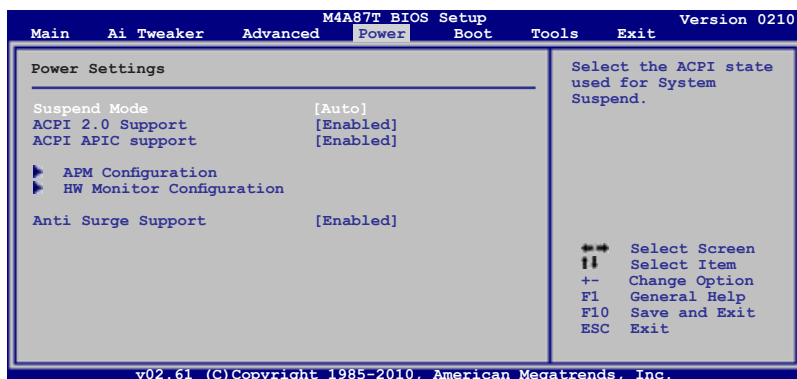 M4A87T BIOS Setup Version 0210
Main Ai Tweaker Advanced Power Boot Tools Exit
Power Settings
Suspend Mode [Auto]
ACPI 2.0 Support [Enabled]
ACPI APIC support [Enabled]
APM Configuration
HW Monitor Configuration
Anti Surge Support [Enabled]
Select the ACPI state
used for System
Suspend.
Select Screen
Select Item
+- Change Option
F1 General Help
F10 Save and Exit
ESC Exit
v02.61 (C)Copyright 1985-2010, American Megatrends, Inc.